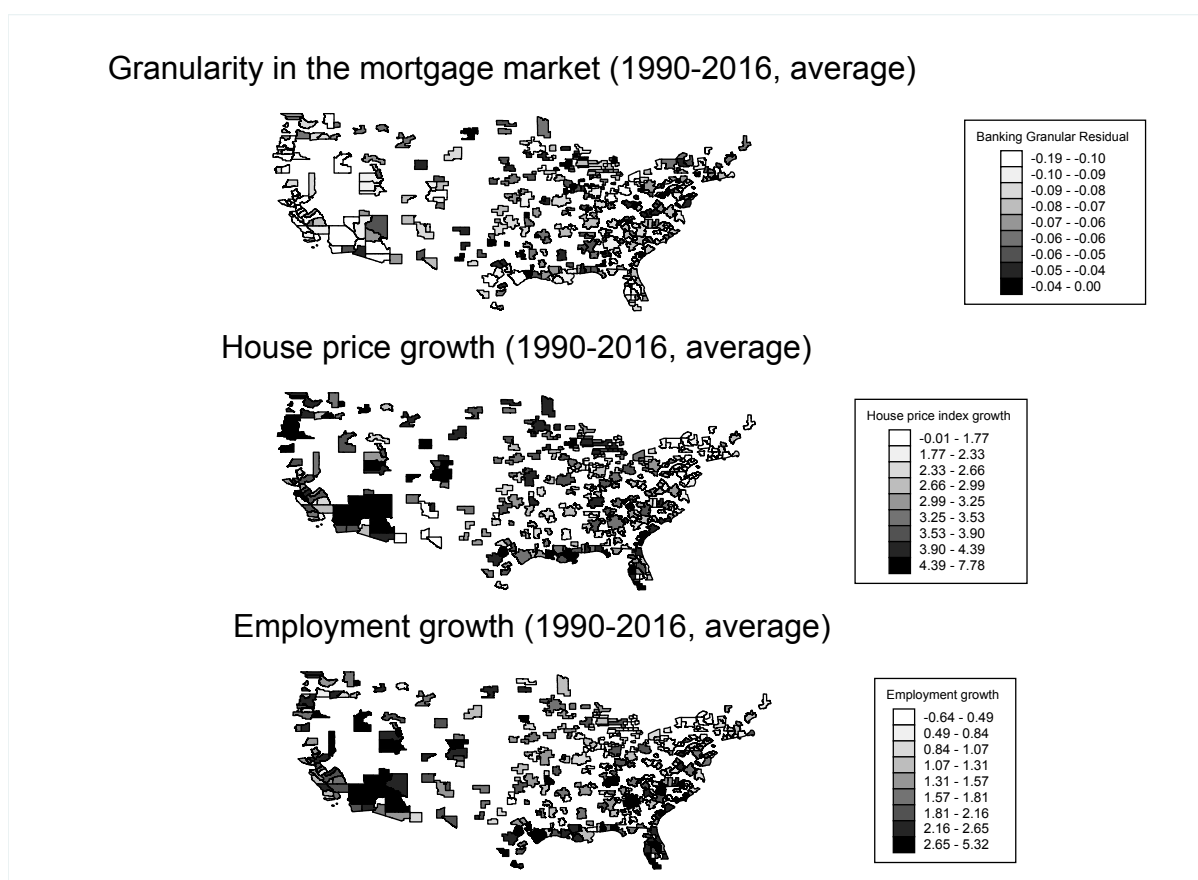 Granularity in the mortgage market (1990-2016, average)
Banking Granular Residual
-0.19 - -0.10
-0.10 - -0.09
-0.09 - -0.08
-0.08 - -0.07
-0.07 - -0.06
-0.06 - -0.06
-0.06 - -0.05
-0.05 - -0.04
-0.04 - 0.00
House price growth (1990-2016, average)
House price index growth
-0.01 - 1.77
1.77 - 2.33
2.33 - 2.66
2.66 - 2.99
2.99 - 3.25
3.25 - 3.53
3.53 - 3.90
3.90 - 4.39
4.39 - 7.78
Employment growth (1990-2016, average)
Employment growth
-0.64 - 0.49
0.49 - 0.84
0.84 - 1.07
1.07 - 1.31
1.31 - 1.57
1.57 - 1.81
1.81 - 2.16
2.16 - 2.65
2.65 - 5.32